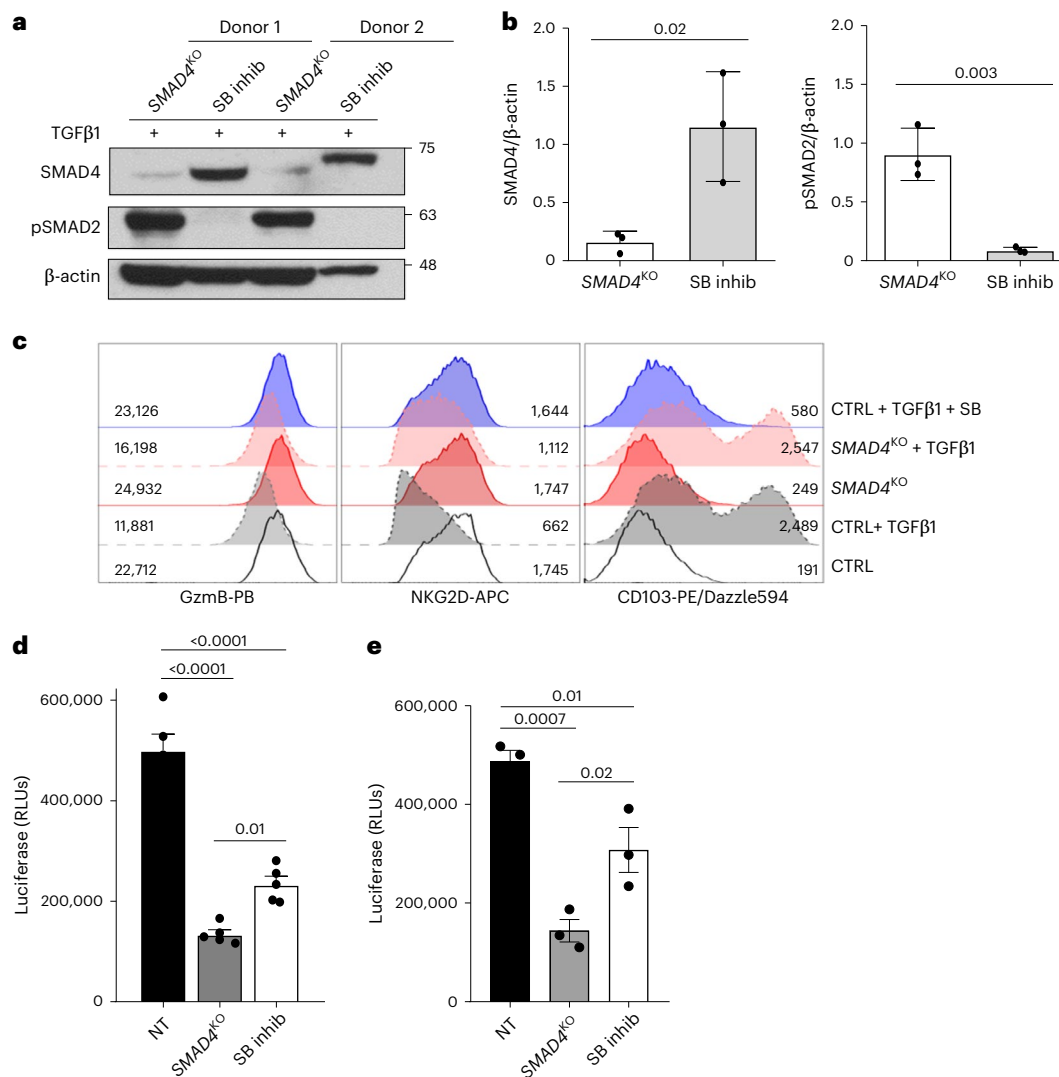 a
Donor 1 Donor 2
SMAD4KO SB inhib SMAD4KO SB inhib
TGFβ1 + + + +
SMAD4 75
pSMAD2 63
β-actin 48
b
2.0
1.5
1.0
0.5
0
SMAD4/β-actin
0.02
SMAD4KO SB inhib
2.0
1.5
1.0
0.5
0
pSMAD2/β-actin
0.003
SMAD4KO SB inhib
c
23,126 1,644 580 CTRL + TGFβ1 + SB
16,198 1,112 2,547 SMAD4KO + TGFβ1
24,932 1,747 249 SMAD4KO
11,881 662 2,489 CTRL+ TGFβ1
22,712 1,745 191 CTRL
GzmB-PB NKG2D-APC CD103-PE/Dazzle594
d
<0.0001
<0.0001
0.01
600,000
400,000
200,000
0
Luciferase (RLUs)
NT SMAD4KO SB inhib
e
0.01
0.0007
0.02
600,000
400,000
200,000
0
Luciferase (RLUs)
NT SMAD4KO SB inhib